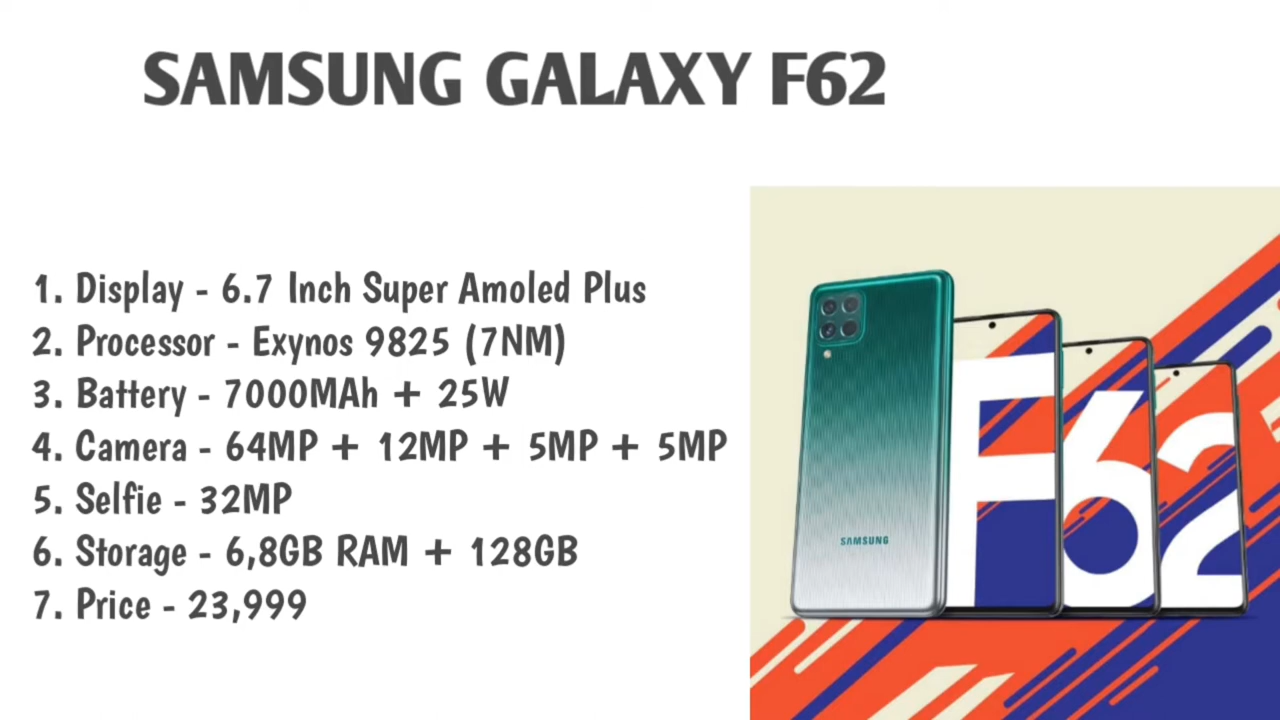 SAMSUNG GALAXY F62
1. Display - 6.7 Inch Super Amoled Plus
2. Processor - Exynos 9825 (7NM)
3. Battery - 7000MAh + 25W
4. Camera - 64MP + 12MP + 5MP + 5MP
5. Selfie - 32MP
6. Storage - 6,8GB RAM + 128GB
7. Price - 23,999
F62
SAMSUNG